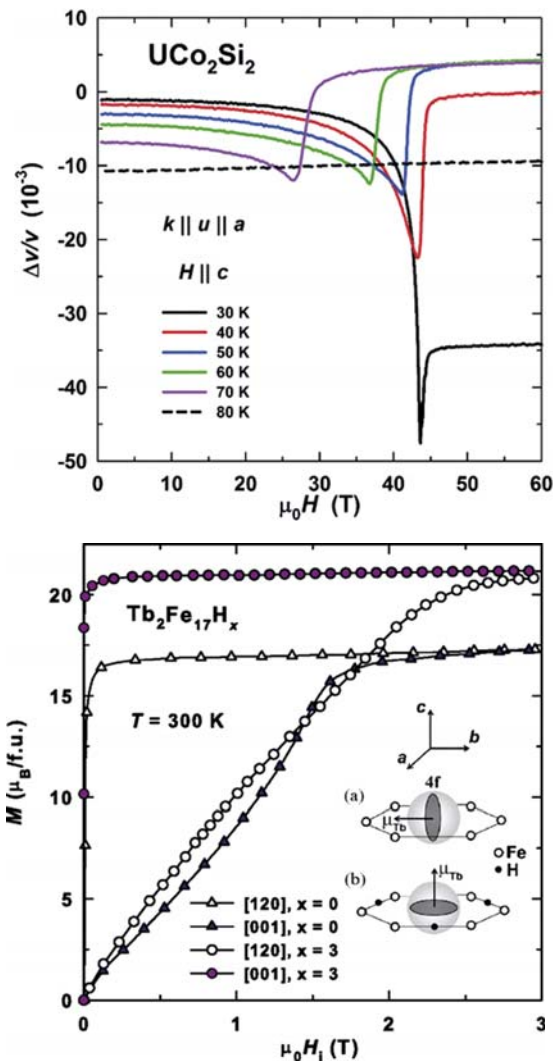 UCo₂Si₂
0
-10
-20
-30
-40
-50
Δv/v (10⁻³)
k || u || a
H || c
30 K
40 K
50 K
60 K
70 K
80 K
0 10 20 30 40 50 60
μ₀H (T)
20
15
10
5
0
M (μB/f.u.)
Tb₂Fe₁₇Hₓ
T = 300 K
c
a b
(a) 4f
μTb
Fe
H
(b) μTb
[120], x = 0
[001], x = 0
[120], x = 3
[001], x = 3
0 1 2 3
μ₀Hᵢ (T)